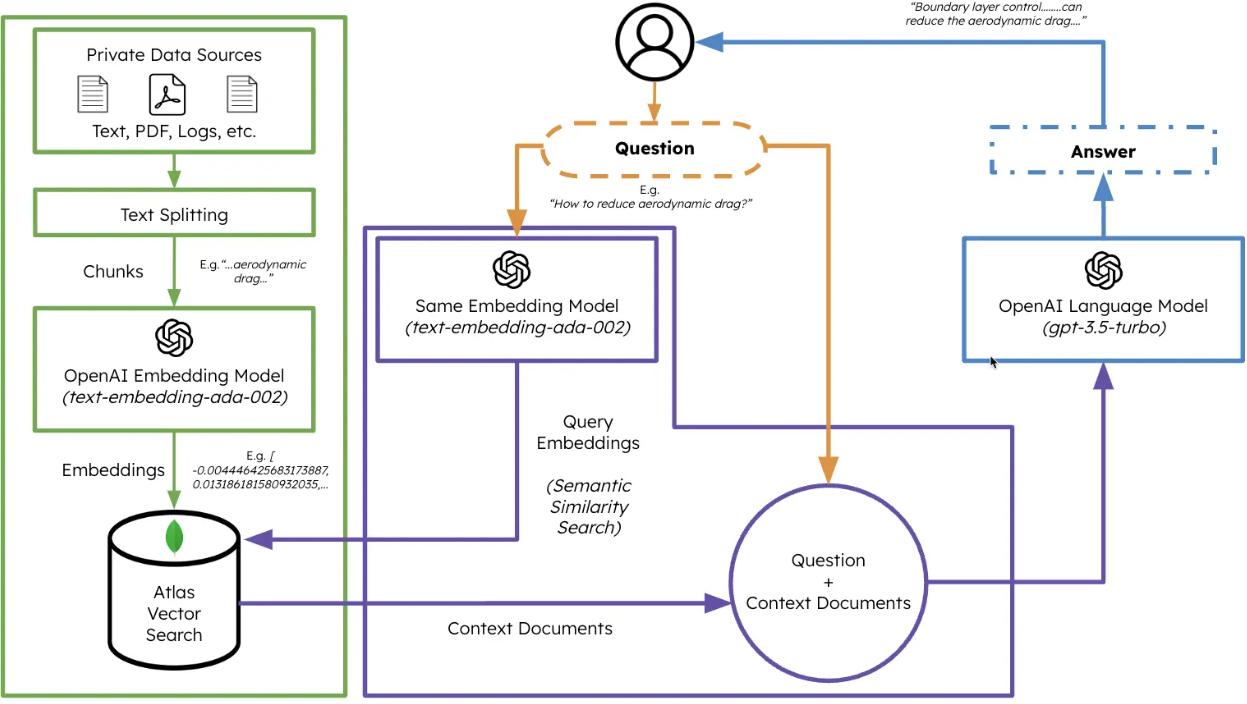 Private Data Sources
Text, PDF, Logs, etc.
Text Splitting
Chunks
E.g.“...aerodynamic
drag...”
OpenAI Embedding Model
(text-embedding-ada-002)
Embeddings
E.g. [
-0.004446425683173887,
0.013186181580932035,...
Atlas
Vector
Search
Question
E.g.
“How to reduce aerodynamic drag?”
Same Embedding Model
(text-embedding-ada-002)
Query
Embeddings
(Semantic
Similarity
Search)
Context Documents
Question
+
Context Documents
OpenAI Language Model
(gpt-3.5-turbo)
Answer
“Boundary layer control........can
reduce the aerodynamic drag....”